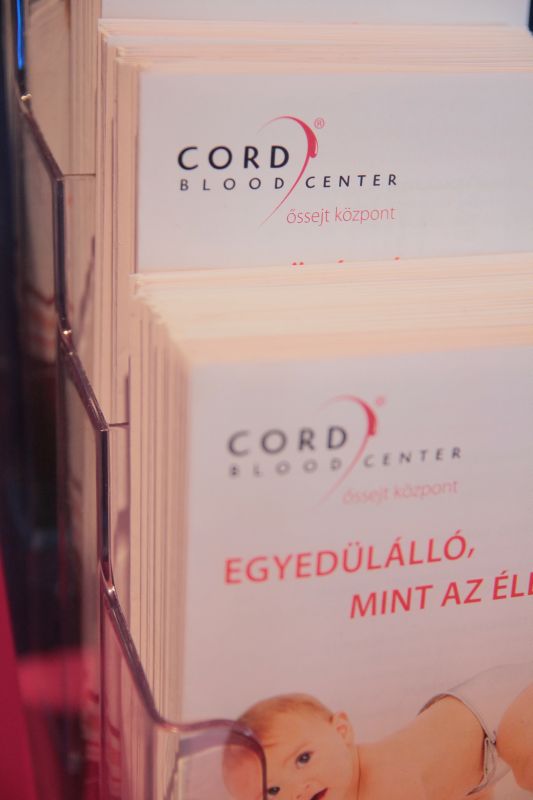 CORD®
BLOOD CENTER
őssejt központ
CORD®
BLOOD CENTER
őssejt központ
EGYEDÜLÁLLÓ,
MINT AZ